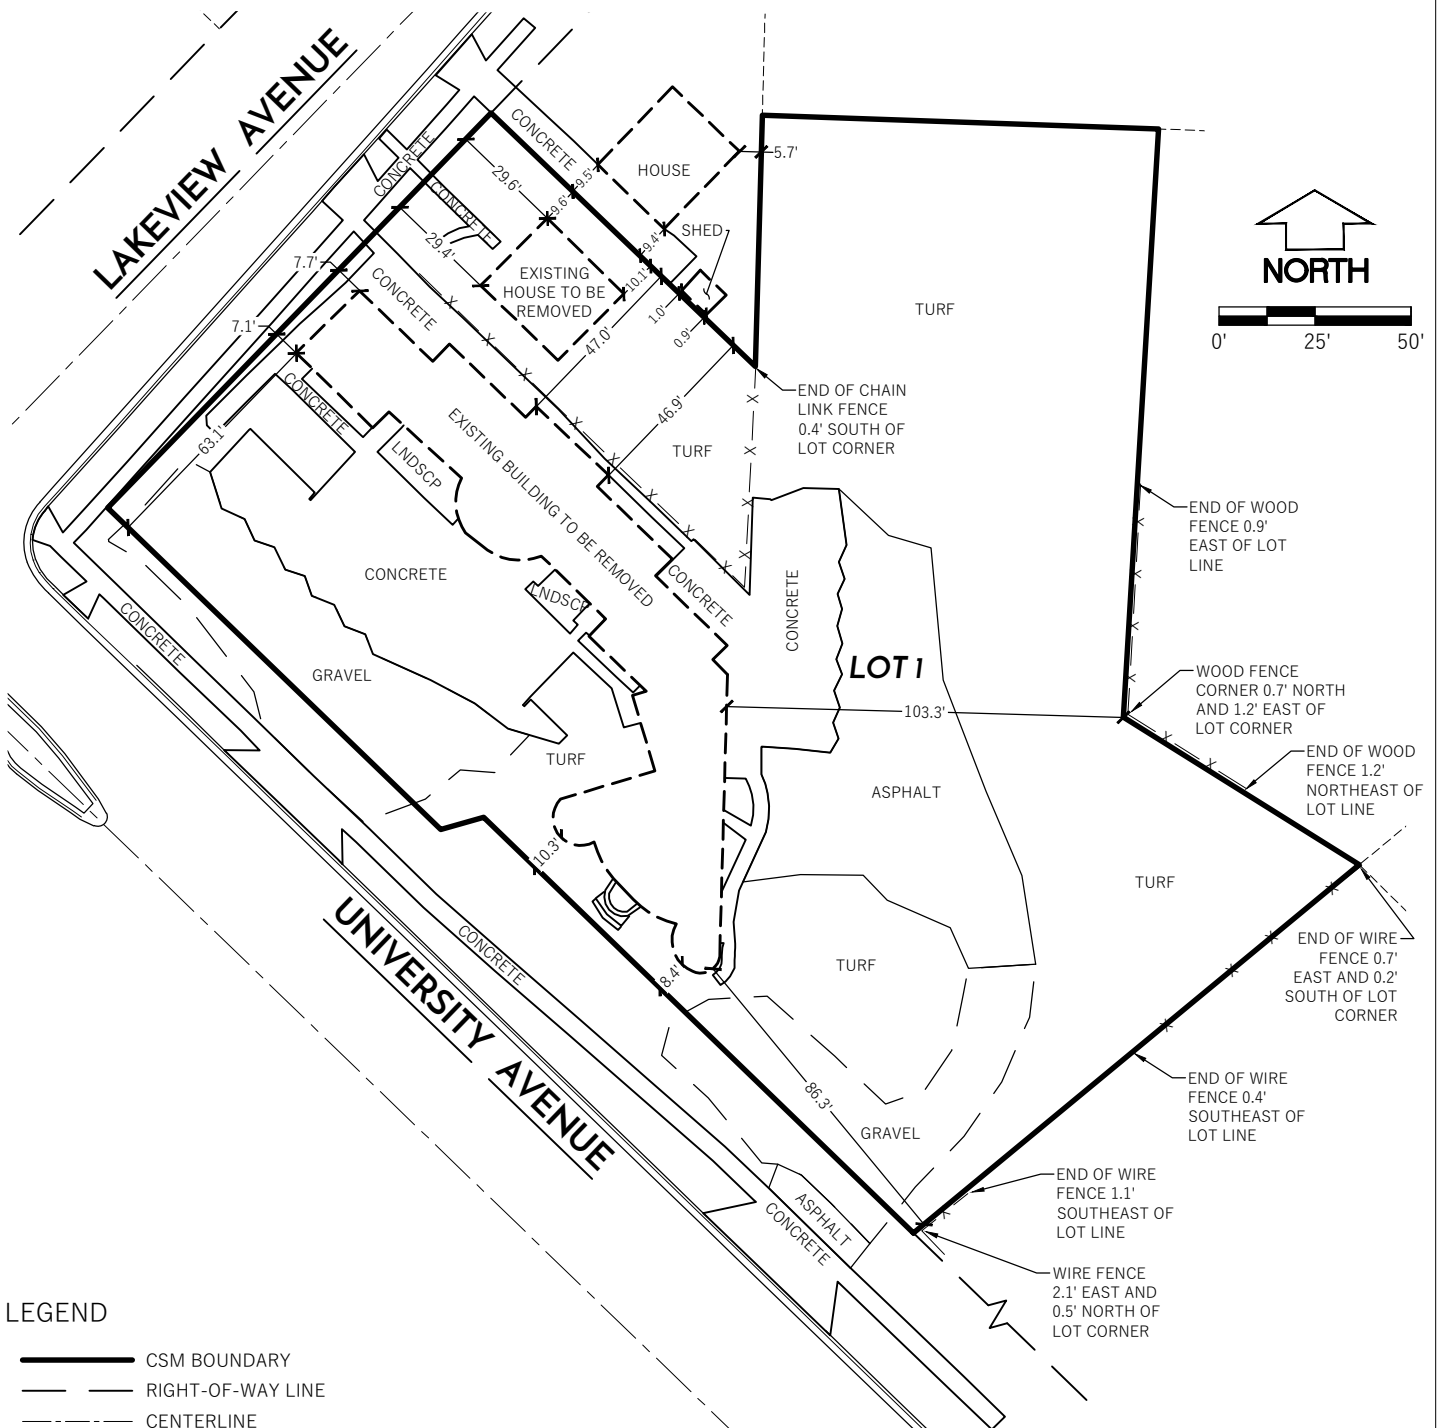 LAKEVIEW AVENUE
CONCRETE
CONCRETE
CONCRETE
HOUSE
5.7'
29.6'
9.5'
9.6'
29.4'
9.4'
10.1'
SHED
7.7'
CONCRETE
EXISTING
HOUSE TO BE
REMOVED
1.0'
0.9'
47.0'
TURF
NORTH
0'
25'
50'
7.1'
CONCRETE
63.1'
LNDSCP
EXISTING BUILDING TO BE REMOVED
46.9'
TURF
END OF CHAIN
LINK FENCE
0.4' SOUTH OF
LOT CORNER
END OF WOOD
FENCE 0.9'
EAST OF LOT
LINE
CONCRETE
LNDSCP
CONCRETE
CONCRETE
CONCRETE
GRAVEL
TURF
LOT 1
103.3'
WOOD FENCE
CORNER 0.7' NORTH
AND 1.2' EAST OF
LOT CORNER
END OF WOOD
FENCE 1.2'
NORTHEAST OF
LOT LINE
ASPHALT
10.3'
TURF
8.4'
TURF
END OF WIRE
FENCE 0.7'
EAST AND 0.2'
SOUTH OF LOT
CORNER
CONCRETE
UNIVERSITY AVENUE
86.3'
GRAVEL
END OF WIRE
FENCE 0.4'
SOUTHEAST OF
LOT LINE
END OF WIRE
FENCE 1.1'
SOUTHEAST OF
LOT LINE
ASPHALT
CONCRETE
WIRE FENCE
2.1' EAST AND
0.5' NORTH OF
LOT CORNER
LEGEND
CSM BOUNDARY
RIGHT-OF-WAY LINE
CENTERLINE